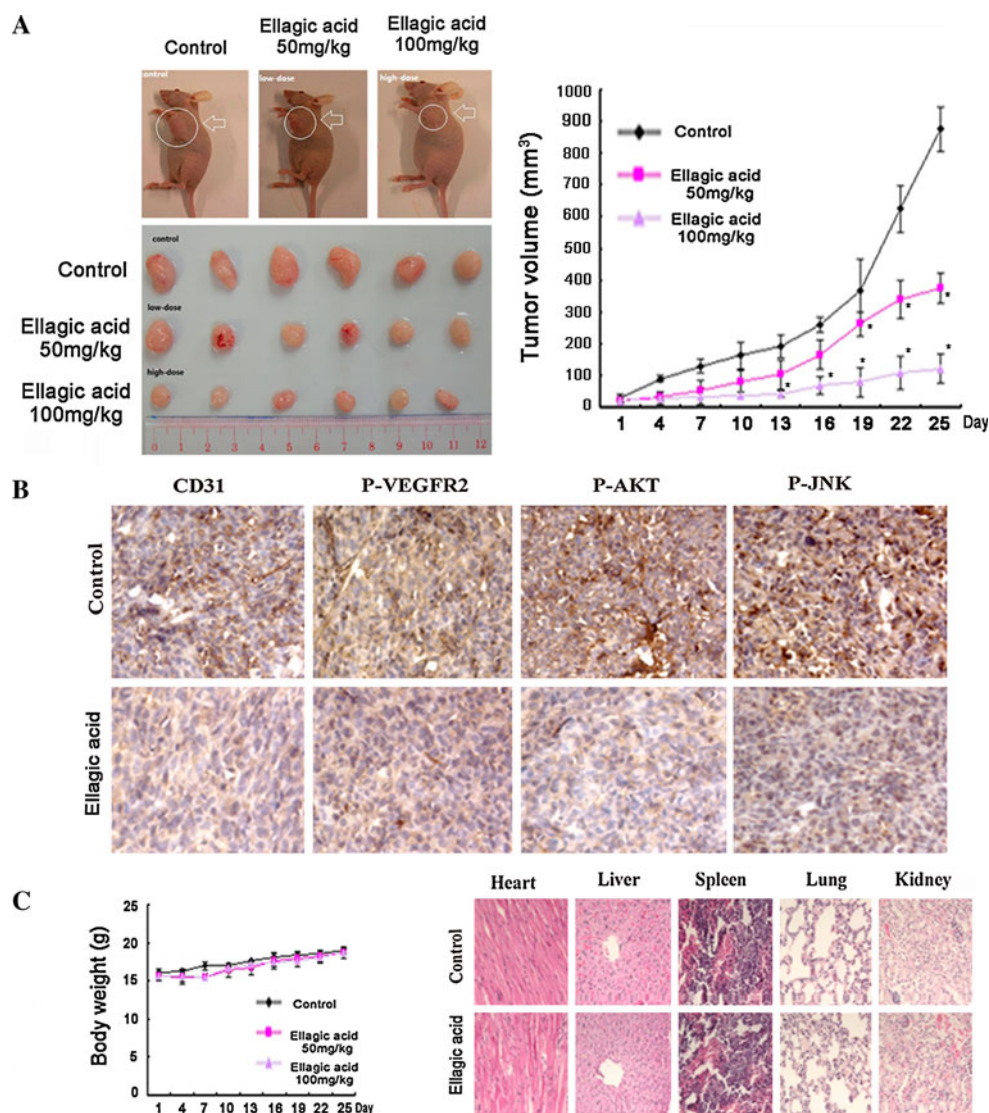 A
Control
Ellagic acid
50mg/kg
Ellagic acid
100mg/kg
control
low-dose
high-dose
control
low-dose
high-dose
Control
Ellagic acid
50mg/kg
Ellagic acid
100mg/kg
0 1 2 3 4 5 6 7 8 9 10 11 12
Tumor volume (mm³)
1000
900
800
700
600
500
400
300
200
100
0
Control
Ellagic acid
50mg/kg
Ellagic acid
100mg/kg
* * * * * * * *
1 4 7 10 13 16 19 22 25 Day
B
CD31 P-VEGFR2 P-AKT P-JNK
Control
Ellagic acid
C
Body weight (g)
25
20
15
10
5
0
Control
Ellagic acid
50mg/kg
Ellagic acid
100mg/kg
1 4 7 10 13 16 19 22 25 Day
Heart Liver Spleen Lung Kidney
Control
Ellagic acid